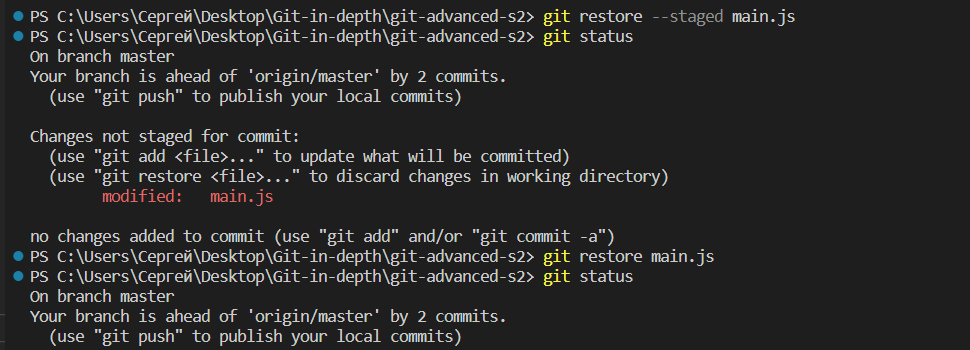 PS C:\Users\Сергей\Desktop\Git-in-depth\git-advanced-s2> git restore --staged main.js
PS C:\Users\Сергей\Desktop\Git-in-depth\git-advanced-s2> git status
On branch master
Your branch is ahead of 'origin/master' by 2 commits.
  (use "git push" to publish your local commits)

Changes not staged for commit:
  (use "git add <file>..." to update what will be committed)
  (use "git restore <file>..." to discard changes in working directory)
        modified:   main.js

no changes added to commit (use "git add" and/or "git commit -a")
PS C:\Users\Сергей\Desktop\Git-in-depth\git-advanced-s2> git restore main.js
PS C:\Users\Сергей\Desktop\Git-in-depth\git-advanced-s2> git status
On branch master
Your branch is ahead of 'origin/master' by 2 commits.
  (use "git push" to publish your local commits)